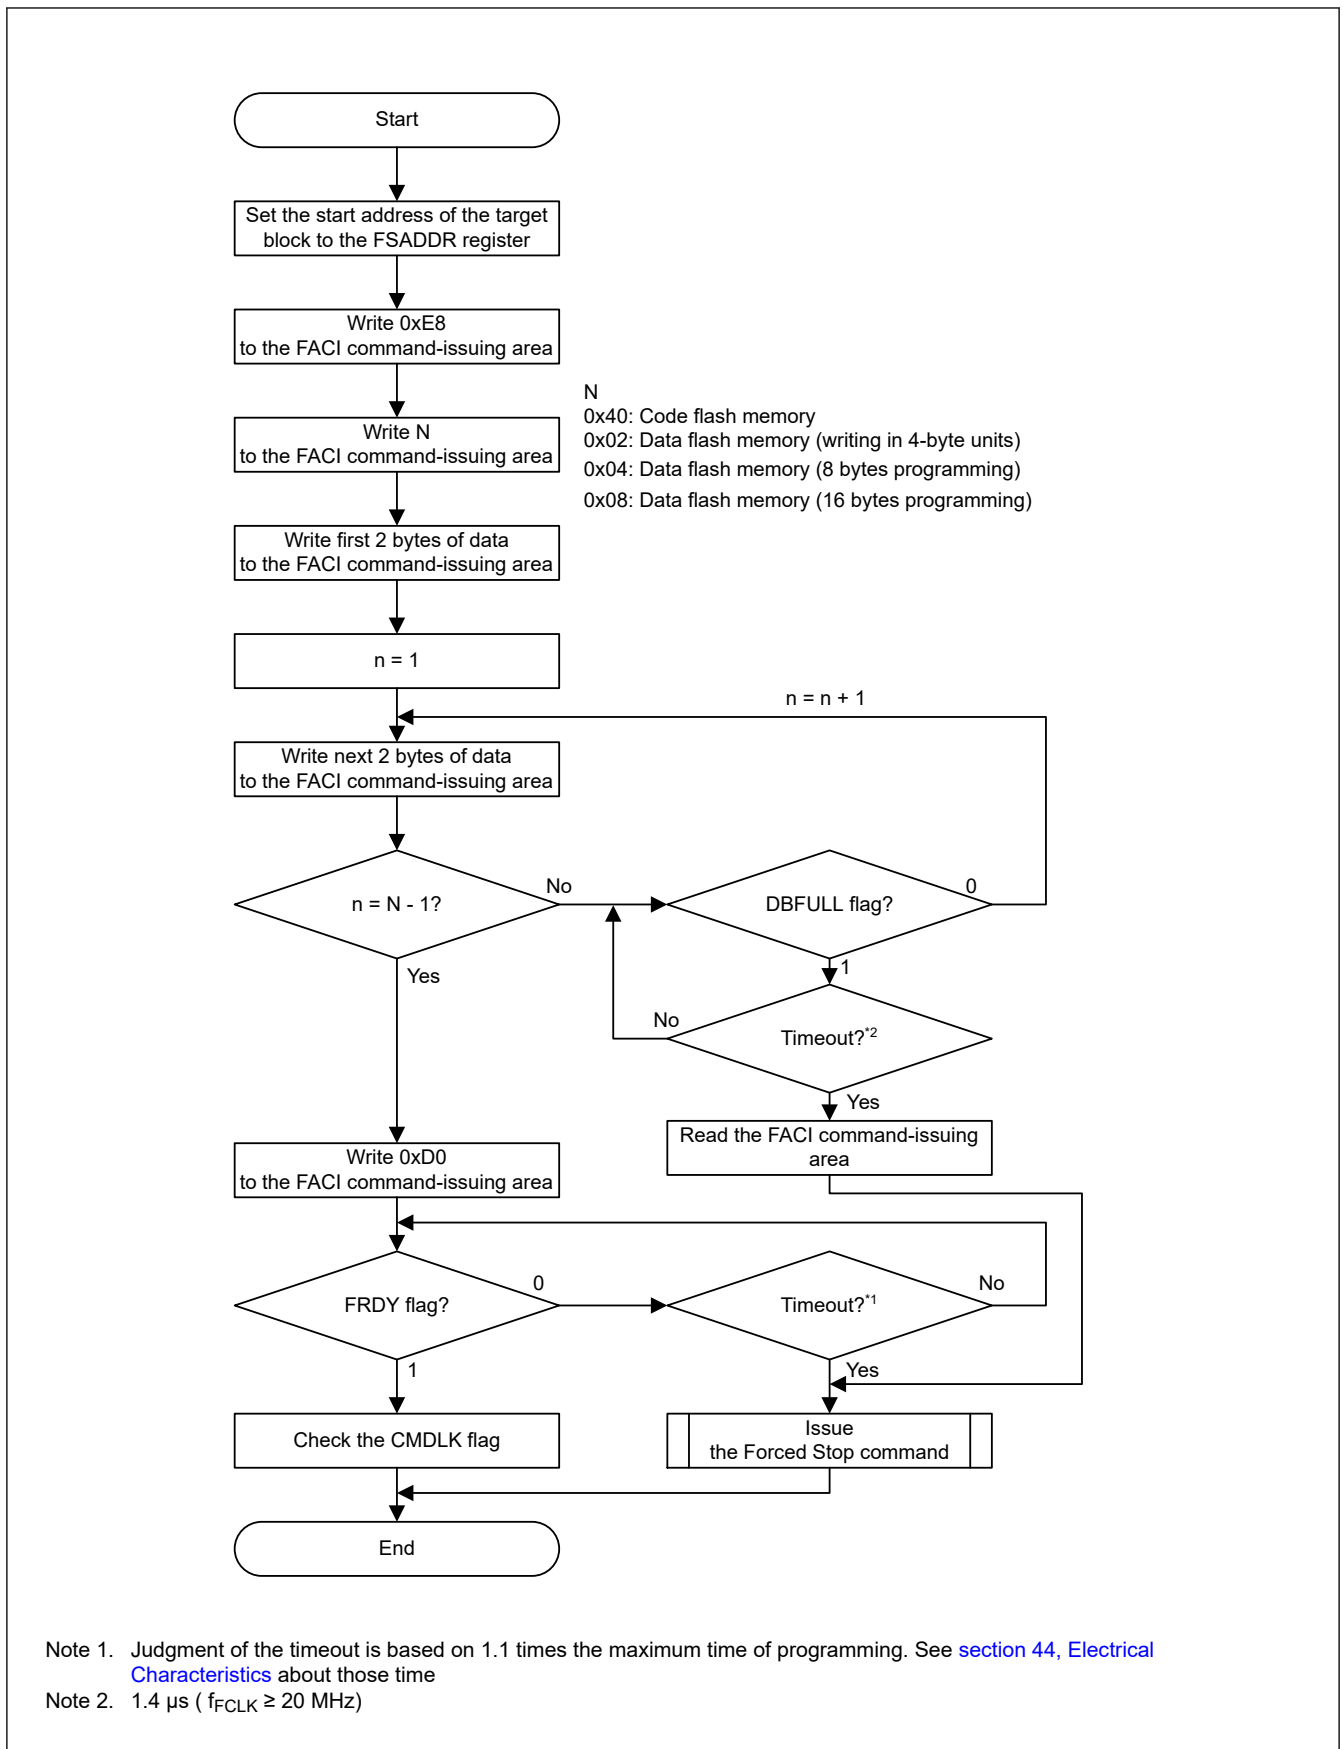 Start
Set the start address of the target
block to the FSADDR register
Write 0xE8
to the FACI command-issuing area
N
0x40: Code flash memory
0x02: Data flash memory (writing in 4-byte units)
0x04: Data flash memory (8 bytes programming)
0x08: Data flash memory (16 bytes programming)
Write N
to the FACI command-issuing area
Write first 2 bytes of data
to the FACI command-issuing area
n = 1
n = n + 1
Write next 2 bytes of data
to the FACI command-issuing area
n = N - 1?
No
DBFULL flag?
0
Yes
1
No
Timeout?*2
Yes
Read the FACI command-issuing
area
Write 0xD0
to the FACI command-issuing area
FRDY flag?
0
Timeout?*1
No
1
Yes
Check the CMDLK flag
Issue
the Forced Stop command
End
Note 1. Judgment of the timeout is based on 1.1 times the maximum time of programming. See section 44, Electrical
Characteristics about those time
Note 2. 1.4 µs ( fFCLK ≥ 20 MHz)